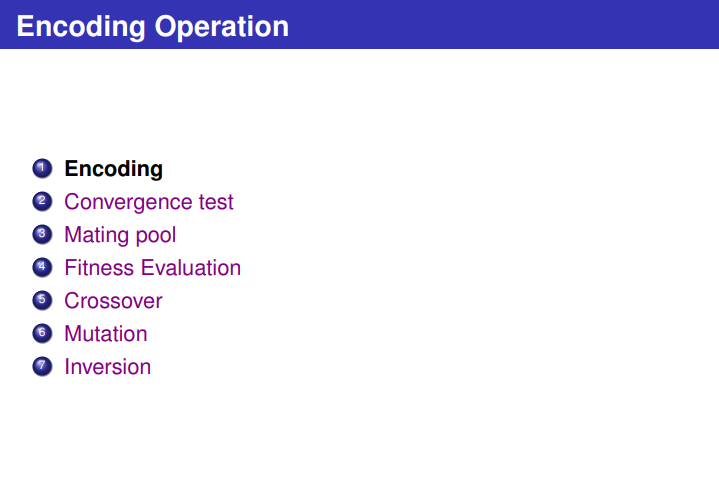 Encoding Operation
1 Encoding
2 Convergence test
3 Mating pool
4 Fitness Evaluation
5 Crossover
6 Mutation
7 Inversion